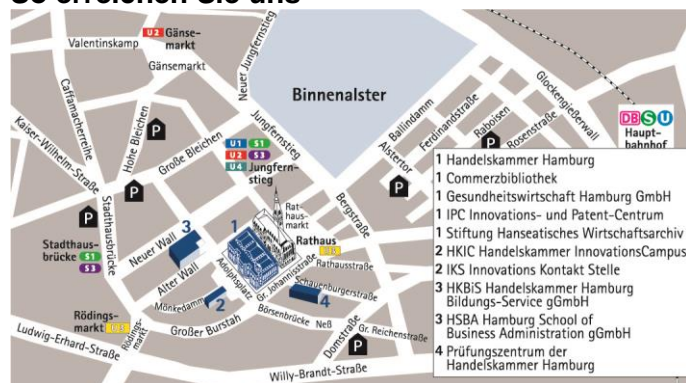 So erreichen Sie uns
U2 Gänse-
markt
Valentinskamp
Gänsemarkt
Neuer Jungfernstieg
Binnenalster
Caffamacherreihe
Kaiser-Wilhelm-Straße
Hohe Bleichen
Große Bleichen
Jungfernstieg
U1 S1
U2 S3
U4 Jungfern-
stieg
Alstertor
Ballindamm
Ferdinandstraße
Raboisen
Rosenstraße
Glockengießerwall
DB S U
Haupt-
bahnhof
P
P
P
P
P
P
Stadthausbrücke
Stadthaus-
brücke S1
S3
Neuer Wall
3
Alter Wall
1
Adolphsplatz
Rat-
haus-
markt
Rathaus
Bergstraße
Rathausstraße
Gr. Johannisstraße
Schauenburgerstraße
Mönkedamm
2
4
Börsenbrücke
Neß
Gr. Reichenstraße
Domstraße
Großer Burstah
Rödings-
markt
Rödings-
markt
Ludwig-Erhard-Straße
Willy-Brandt-Straße
P
1 Handelskammer Hamburg
1 Commerzbibliothek
1 Gesundheitswirtschaft Hamburg GmbH
1 IPC Innovations- und Patent-Centrum
1 Stiftung Hanseatisches Wirtschaftsarchiv
2 HKIC Handelskammer InnovationsCampus
2 IKS Innovations Kontakt Stelle
3 HKBiS Handelskammer Hamburg
Bildungs-Service gGmbH
3 HSBA Hamburg School of
Business Administration gGmbH
4 Prüfungszentrum der
Handelskammer Hamburg